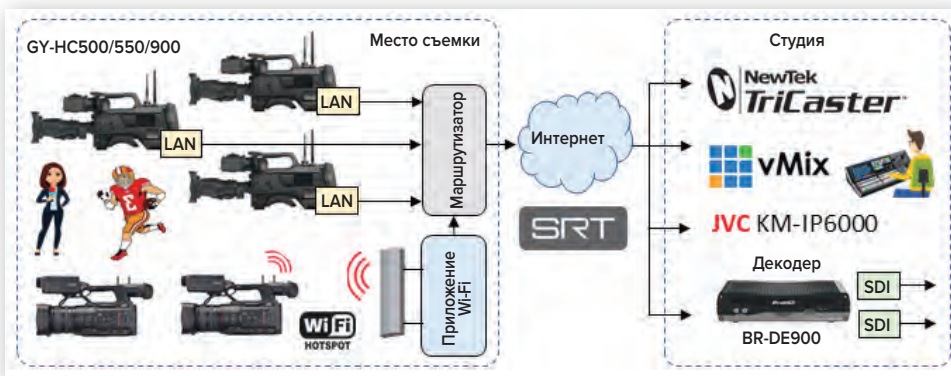 GY-HC500/550/900
Место съемки
LAN
LAN
LAN
Маршрутизатор
Приложение
Wi-Fi
Wi Fi
HOTSPOT
3
Интернет
SRT
Студия
NewTek
TriCaster
vMix
JVC KM-IP6000
Декодер
BR-DE900
SDI
SDI